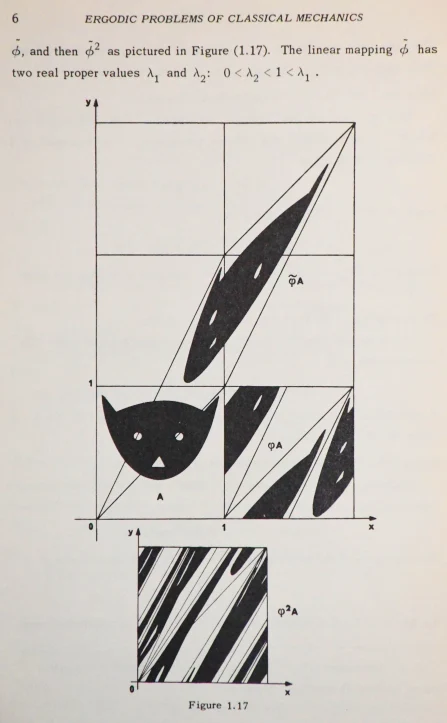 6 ERGODIC PROBLEMS OF CLASSICAL MECHANICS
ϕ̃, and then ϕ̃² as pictured in Figure (1.17). The linear mapping ϕ̃ has
two real proper values λ₁ and λ₂: 0 < λ₂ < 1 < λ₁ .
y
φ̃A
1
φA
A
0 1 x
y
φ²A
0 x
Figure 1.17